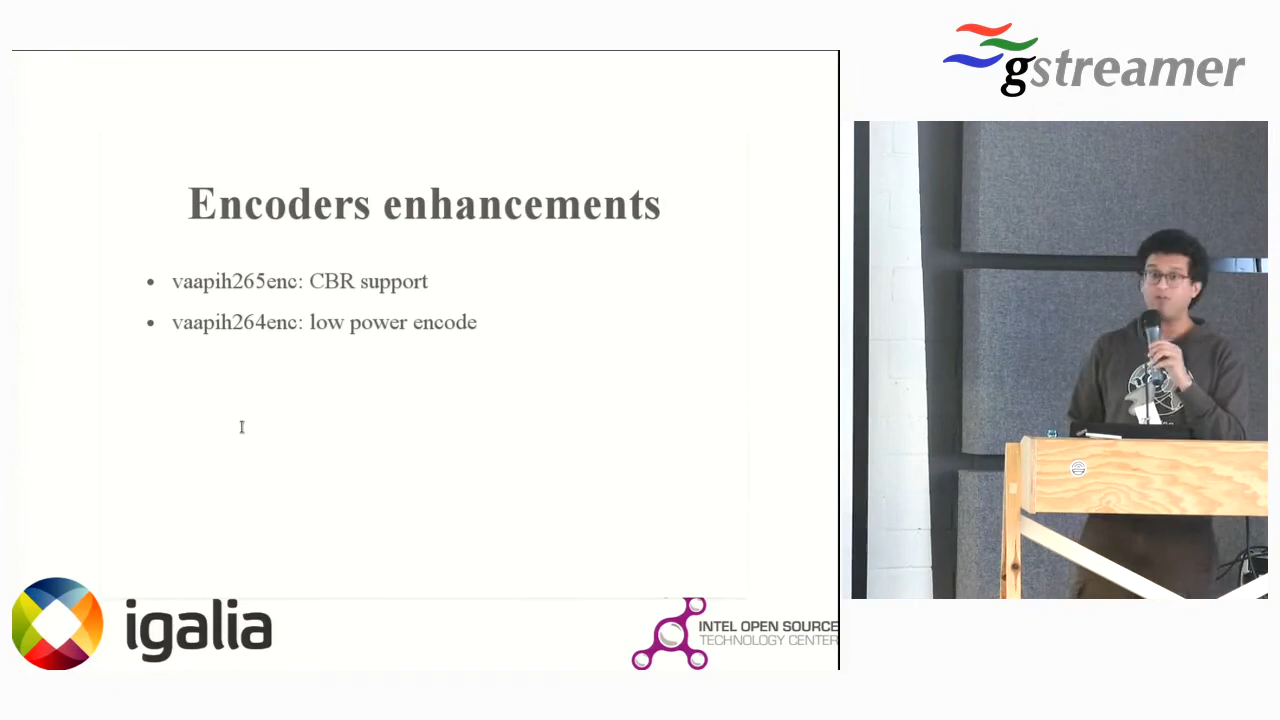 gstreamer
Encoders enhancements
• vaapih265enc: CBR support
• vaapih264enc: low power encode
igalia
INTEL OPEN SOURCE
TECHNOLOGY CENTER